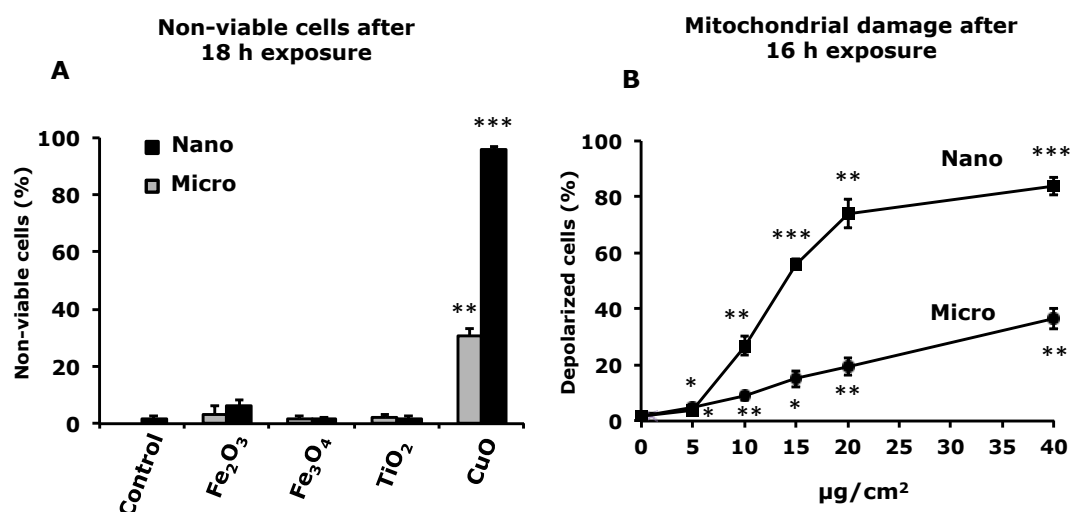 Non-viable cells after
18 h exposure
A
Non-viable cells (%)
100
80
60
40
20
0
Nano
Micro
**
***
Control
Fe₂O₃
Fe₃O₄
TiO₂
CuO
Mitochondrial damage after
16 h exposure
B
Depolarized cells (%)
100
80
60
40
20
0
Nano
Micro
*
**
***
**
***
*
**
*
**
**
0 5 10 15 20 25 30 35 40
µg/cm²